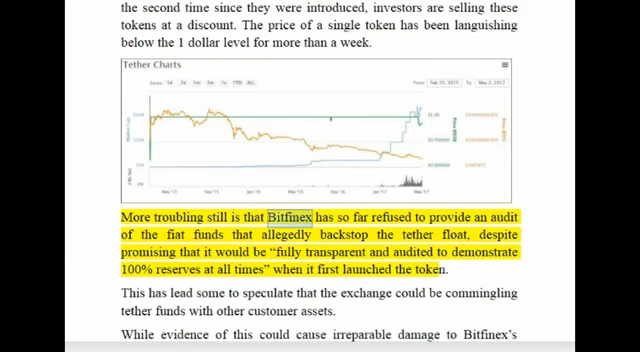 the second time since they were introduced, investors are selling these
tokens at a discount. The price of a single token has been languishing
below the 1 dollar level for more than a week.
Tether Charts
More troubling still is that Bitfinex has so far refused to provide an audit
of the fiat funds that allegedly backstop the tether float, despite
promising that it would be “fully transparent and audited to demonstrate
100% reserves at all times” when it first launched the token.
This has lead some to speculate that the exchange could be commingling
tether funds with other customer assets.
While evidence of this could cause irreparable damage to Bitfinex’s